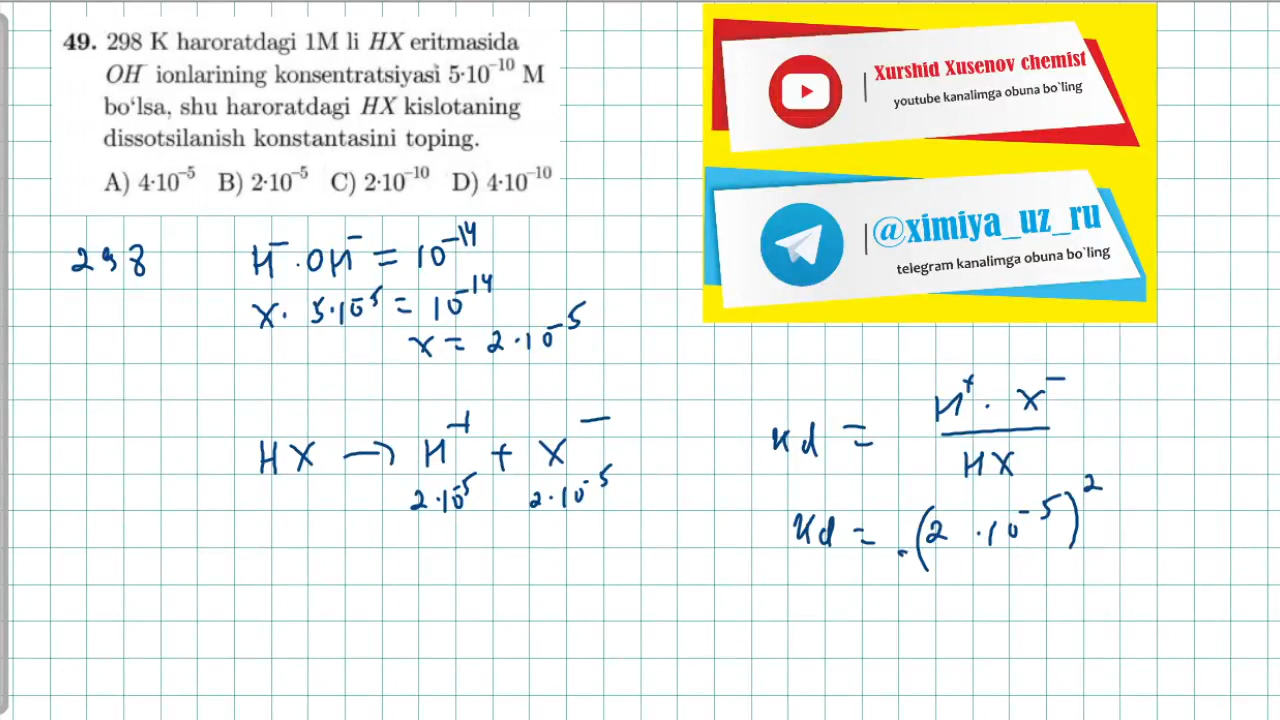 49. 298 K haroratdagi 1M li HX eritmasida
OH⁻ ionlarining konsentratsiyasi 5·10⁻¹⁰ M
bo‘lsa, shu haroratdagi HX kislotaning
dissotsilanish konstantasini toping.
A) 4·10⁻⁵ B) 2·10⁻⁵ C) 2·10⁻¹⁰ D) 4·10⁻¹⁰
Xurshid Xusenov chemist
youtube kanalimga obuna bo`ling
@ximiya_uz_ru
telegram kanalimga obuna bo`ling
298
H⁻ · OH⁻ = 10⁻¹⁴
x · 5·10⁻⁵ = 10⁻¹⁴
x = 2·10⁻⁵
HX → H⁺ + X⁻
2·10⁻⁵ 2·10⁻⁵
Kd = H⁺ · X⁻
HX
Kd = (2 · 10⁻⁵)²